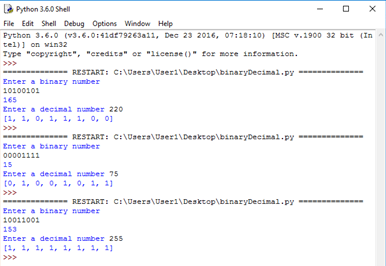 Python 3.6.0 Shell
File Edit Shell Debug Options Window Help
Python 3.6.0 (v3.6.0:41df79263a11, Dec 23 2016, 07:18:10) [MSC v.1900 32 bit (In
tel)] on win32
Type "copyright", "credits" or "license()" for more information.
>>>
============== RESTART: C:\Users\User1\Desktop\binaryDecimal.py ==============
Enter a binary number
10100101
165
Enter a decimal number 220
[1, 1, 0, 1, 1, 1, 0, 0]
>>>
============== RESTART: C:\Users\User1\Desktop\binaryDecimal.py ==============
Enter a binary number
00001111
15
Enter a decimal number 75
[0, 1, 0, 0, 1, 0, 1, 1]
>>>
============== RESTART: C:\Users\User1\Desktop\binaryDecimal.py ==============
Enter a binary number
10011001
153
Enter a decimal number 255
[1, 1, 1, 1, 1, 1, 1, 1]
>>>